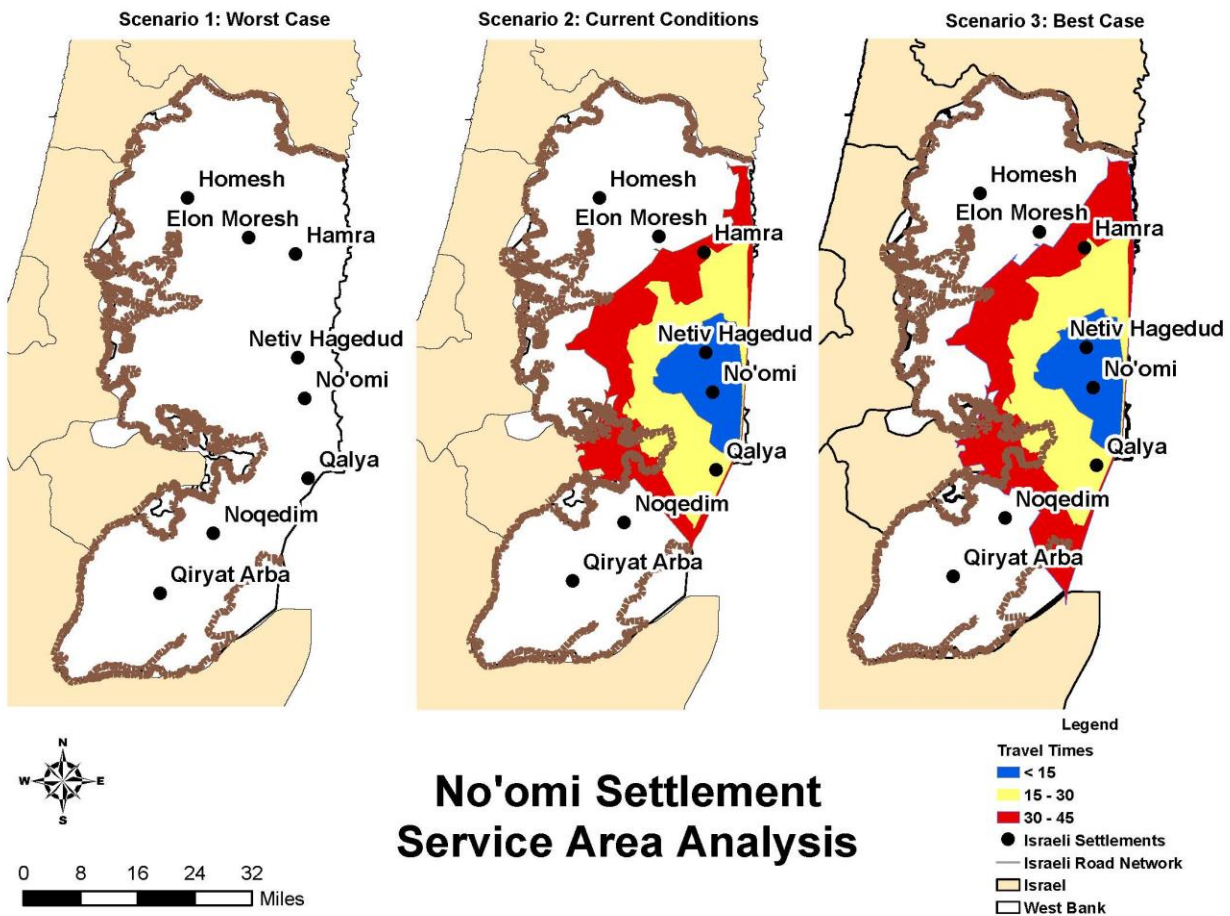 Scenario 1: Worst Case
Scenario 2: Current Conditions
Scenario 3: Best Case
Homesh
Elon Moresh
Hamra
Netiv Hagedud
No'omi
Qalya
Noqedim
Qiryat Arba
Homesh
Elon Moresh
Hamra
Netiv Hagedud
No'omi
Qalya
Noqedim
Qiryat Arba
Homesh
Elon Moresh
Hamra
Netiv Hagedud
No'omi
Qalya
Noqedim
Qiryat Arba
N
W E
S
0 8 16 24 32
Miles
No'omi Settlement
Service Area Analysis
Legend
Travel Times
< 15
15 - 30
30 - 45
Israeli Settlements
Israeli Road Network
Israel
West Bank